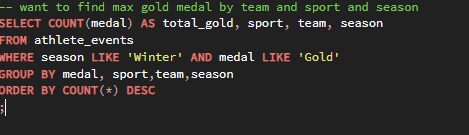 -- want to find max gold medal by team and sport and season
SELECT COUNT(medal) AS total_gold, sport, team, season
FROM athlete_events
WHERE season LIKE 'Winter' AND medal LIKE 'Gold'
GROUP BY medal, sport,team,season
ORDER BY COUNT(*) DESC
;